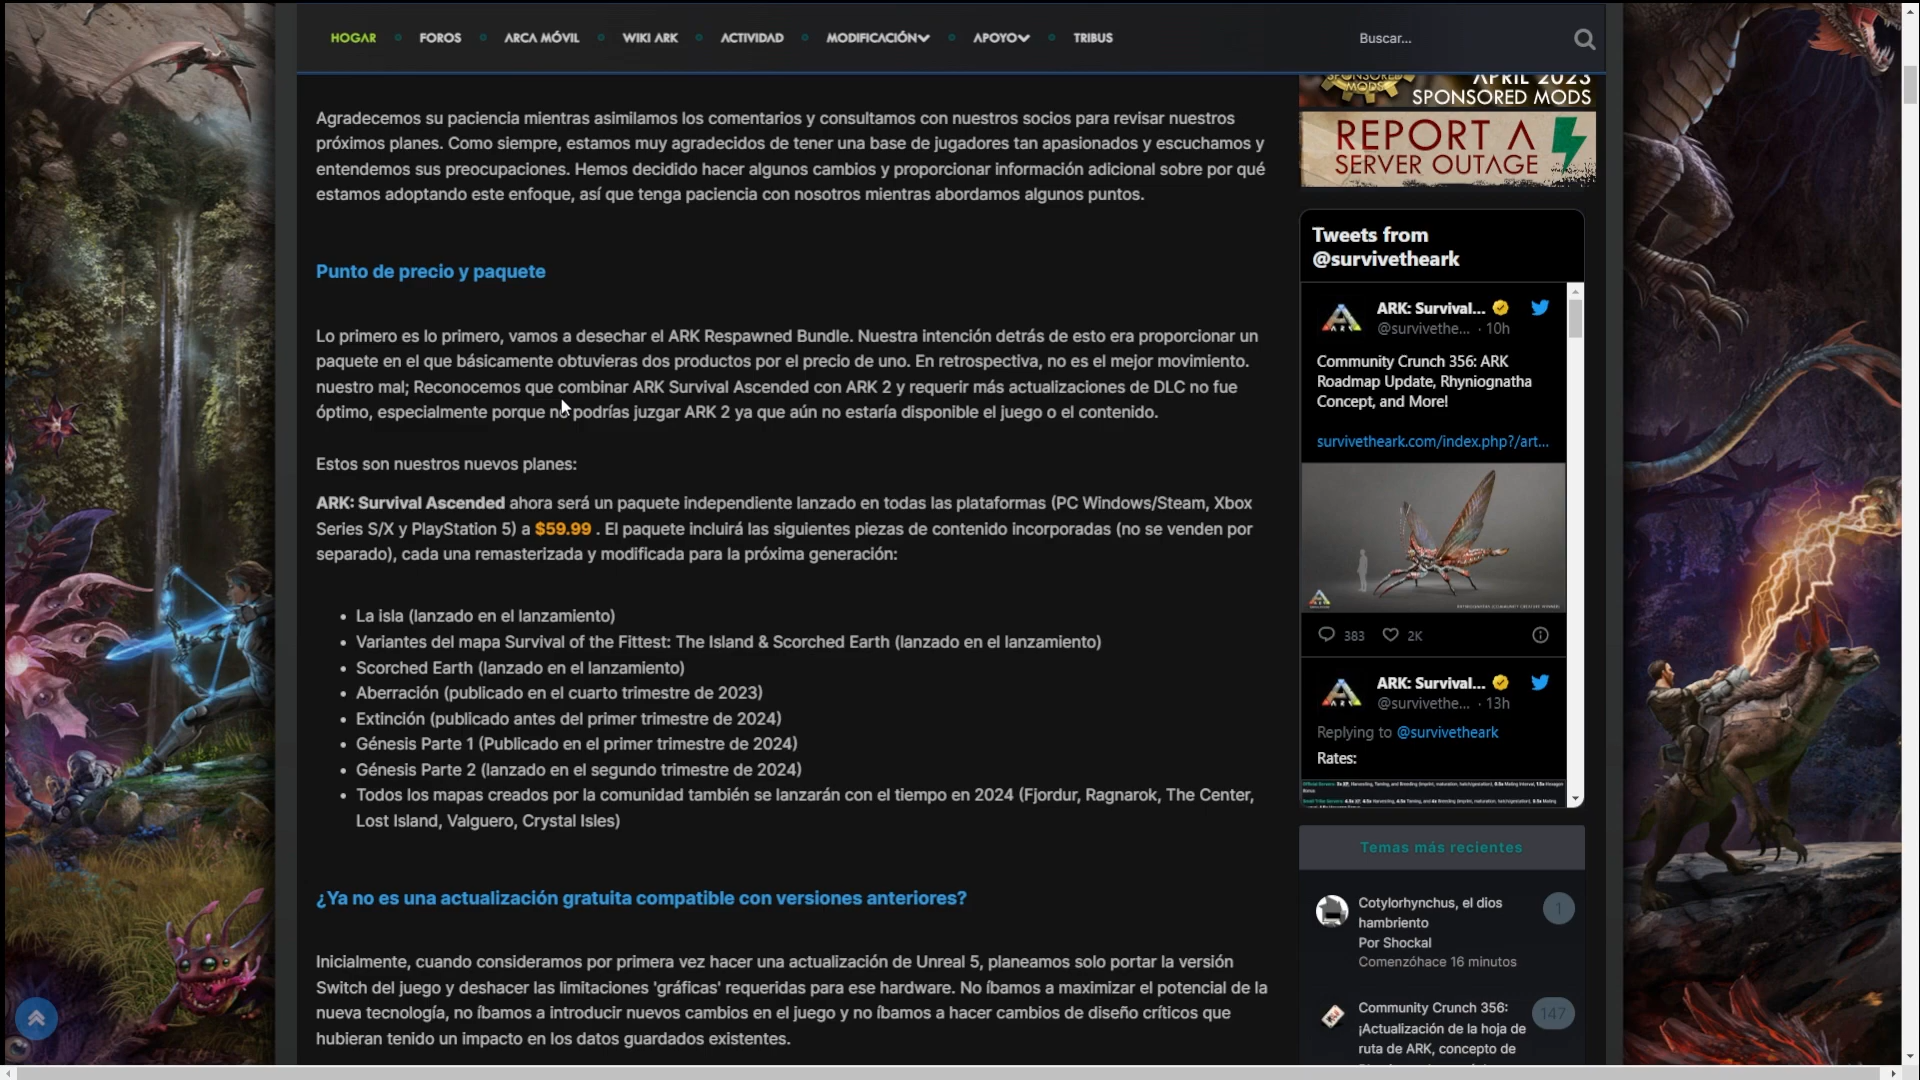 HOGAR
FOROS
ARCA MÓVIL
WIKI ARK
ACTIVIDAD
MODIFICACIÓN
APOYO
TRIBUS
Buscar...
Agradecemos su paciencia mientras asimilamos los comentarios y consultamos con nuestros socios para revisar nuestros
próximos planes. Como siempre, estamos muy agradecidos de tener una base de jugadores tan apasionados y escuchamos y
entendemos sus preocupaciones. Hemos decidido hacer algunos cambios y proporcionar información adicional sobre por qué
estamos adoptando este enfoque, así que tenga paciencia con nosotros mientras abordamos algunos puntos.
Punto de precio y paquete
Lo primero es lo primero, vamos a desechar el ARK Respawned Bundle. Nuestra intención detrás de esto era proporcionar un
paquete en el que básicamente obtuvieras dos productos por el precio de uno. En retrospectiva, no es el mejor movimiento.
nuestro mal; Reconocemos que combinar ARK Survival Ascended con ARK 2 y requerir más actualizaciones de DLC no fue
óptimo, especialmente porque no podrías juzgar ARK 2 ya que aún no estaría disponible el juego o el contenido.
Estos son nuestros nuevos planes:
ARK: Survival Ascended ahora será un paquete independiente lanzado en todas las plataformas (PC Windows/Steam, Xbox
Series S/X y PlayStation 5) a $59.99 . El paquete incluirá las siguientes piezas de contenido incorporadas (no se venden por
separado), cada una remasterizada y modificada para la próxima generación:
• La isla (lanzado en el lanzamiento)
• Variantes del mapa Survival of the Fittest: The Island & Scorched Earth (lanzado en el lanzamiento)
• Scorched Earth (lanzado en el lanzamiento)
• Aberración (publicado en el cuarto trimestre de 2023)
• Extinción (publicado antes del primer trimestre de 2024)
• Génesis Parte 1 (Publicado en el primer trimestre de 2024)
• Génesis Parte 2 (lanzado en el segundo trimestre de 2024)
• Todos los mapas creados por la comunidad también se lanzarán con el tiempo en 2024 (Fjordur, Ragnarok, The Center,
Lost Island, Valguero, Crystal Isles)
¿Ya no es una actualización gratuita compatible con versiones anteriores?
Inicialmente, cuando consideramos por primera vez hacer una actualización de Unreal 5, planeamos solo portar la versión
Switch del juego y deshacer las limitaciones 'gráficas' requeridas para ese hardware. No íbamos a maximizar el potencial de la
nueva tecnología, no íbamos a introducir nuevos cambios en el juego y no íbamos a hacer cambios de diseño críticos que
hubieran tenido un impacto en los datos guardados existentes.
SPONSORED
MODS
APRIL 2023
SPONSORED MODS
REPORT A
SERVER OUTAGE
Tweets from
@survivetheark
ARK: Survival...
@survivethe... · 10h
Community Crunch 356: ARK
Roadmap Update, Rhyniognatha
Concept, and More!
survivetheark.com/index.php?/art...
383
2K
ARK: Survival...
@survivethe... · 13h
Replying to @survivetheark
Rates:
Temas más recientes
Cotylorhynchus, el dios
hambriento
1
Por Shockal
Comenzóhace 16 minutos
Community Crunch 356:
147
¡Actualización de la hoja de
ruta de ARK, concepto de